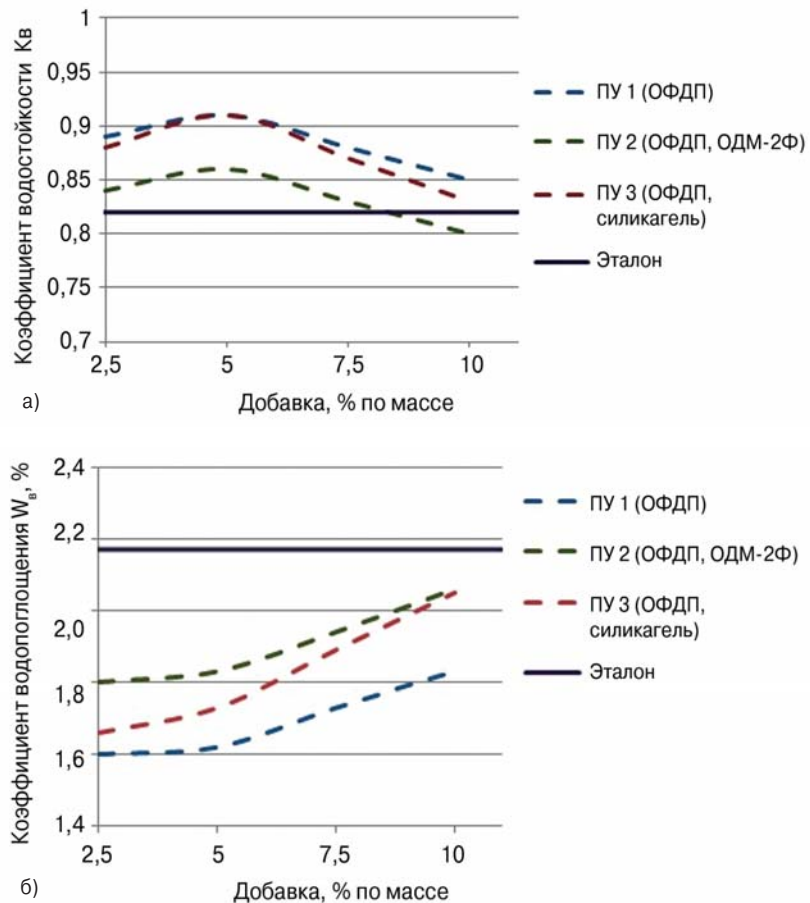 Коэффициент водостойкости Кв
1
0,95
0,9
0,85
0,8
0,75
0,7
2,5 5 7,5 10
Добавка, % по массе
ПУ 1 (ОФДП)
ПУ 2 (ОФДП, ОДМ-2Ф)
ПУ 3 (ОФДП,
силикагель)
Эталон
а)
Коэффициент водопоглощения Wв, %
2,4
2,2
2,0
1,8
1,6
1,4
2,5 5 7,5 10
Добавка, % по массе
ПУ 1 (ОФДП)
ПУ 2 (ОФДП, ОДМ-2Ф)
ПУ 3 (ОФДП,
силикагель)
Эталон
б)